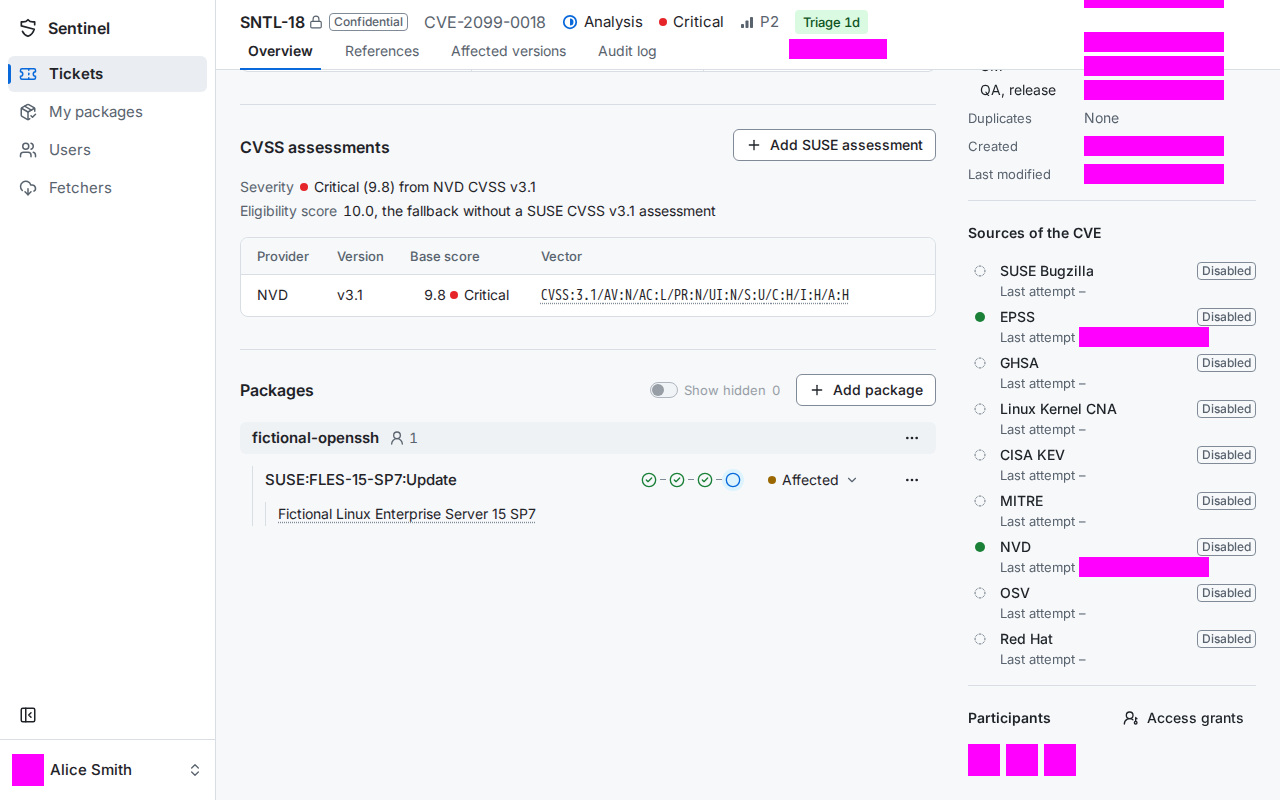 Sentinel
Tickets
My packages
Users
Fetchers
Alice Smith
SNTL-18 Confidential CVE-2099-0018 Analysis Critical P2 Triage 1d
Overview References Affected versions Audit log
CVSS assessments
Add SUSE assessment
Severity Critical (9.8) from NVD CVSS v3.1
Eligibility score 10.0, the fallback without a SUSE CVSS v3.1 assessment
Provider Version Base score Vector
NVD v3.1 9.8 Critical CVSS:3.1/AV:N/AC:L/PR:N/UI:N/S:U/C:H/I:H/A:H
Packages
Show hidden 0
Add package
fictional-openssh 1
SUSE:FLES-15-SP7:Update Affected
Fictional Linux Enterprise Server 15 SP7
QA, release
Duplicates None
Created
Last modified
Sources of the CVE
SUSE Bugzilla Disabled
Last attempt –
EPSS Disabled
Last attempt
GHSA Disabled
Last attempt –
Linux Kernel CNA Disabled
Last attempt –
CISA KEV Disabled
Last attempt –
MITRE Disabled
Last attempt –
NVD Disabled
Last attempt
OSV Disabled
Last attempt –
Red Hat Disabled
Last attempt –
Participants Access grants